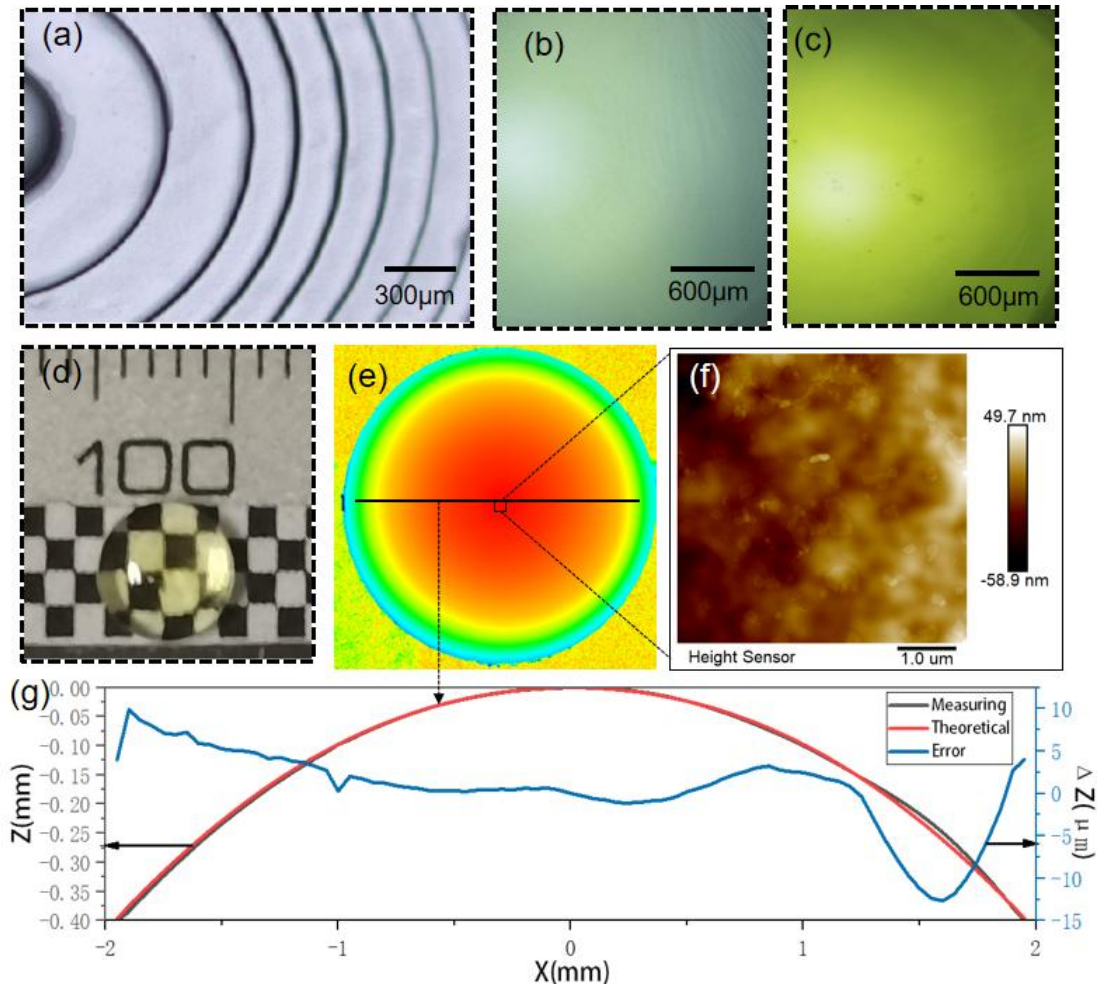 (a)
300μm
(b)
600μm
(c)
600μm
(d)
100
(e)
(f)
49.7 nm
-58.9 nm
Height Sensor
1.0 um
(g)
Z(mm)
0.00
-0.05
-0.10
-0.15
-0.20
-0.25
-0.30
-0.35
-0.40
Measuring
Theoretical
Error
10
5
0
-5
-10
-15
ΔZ(μm)
-2
-1
0
1
2
X(mm)